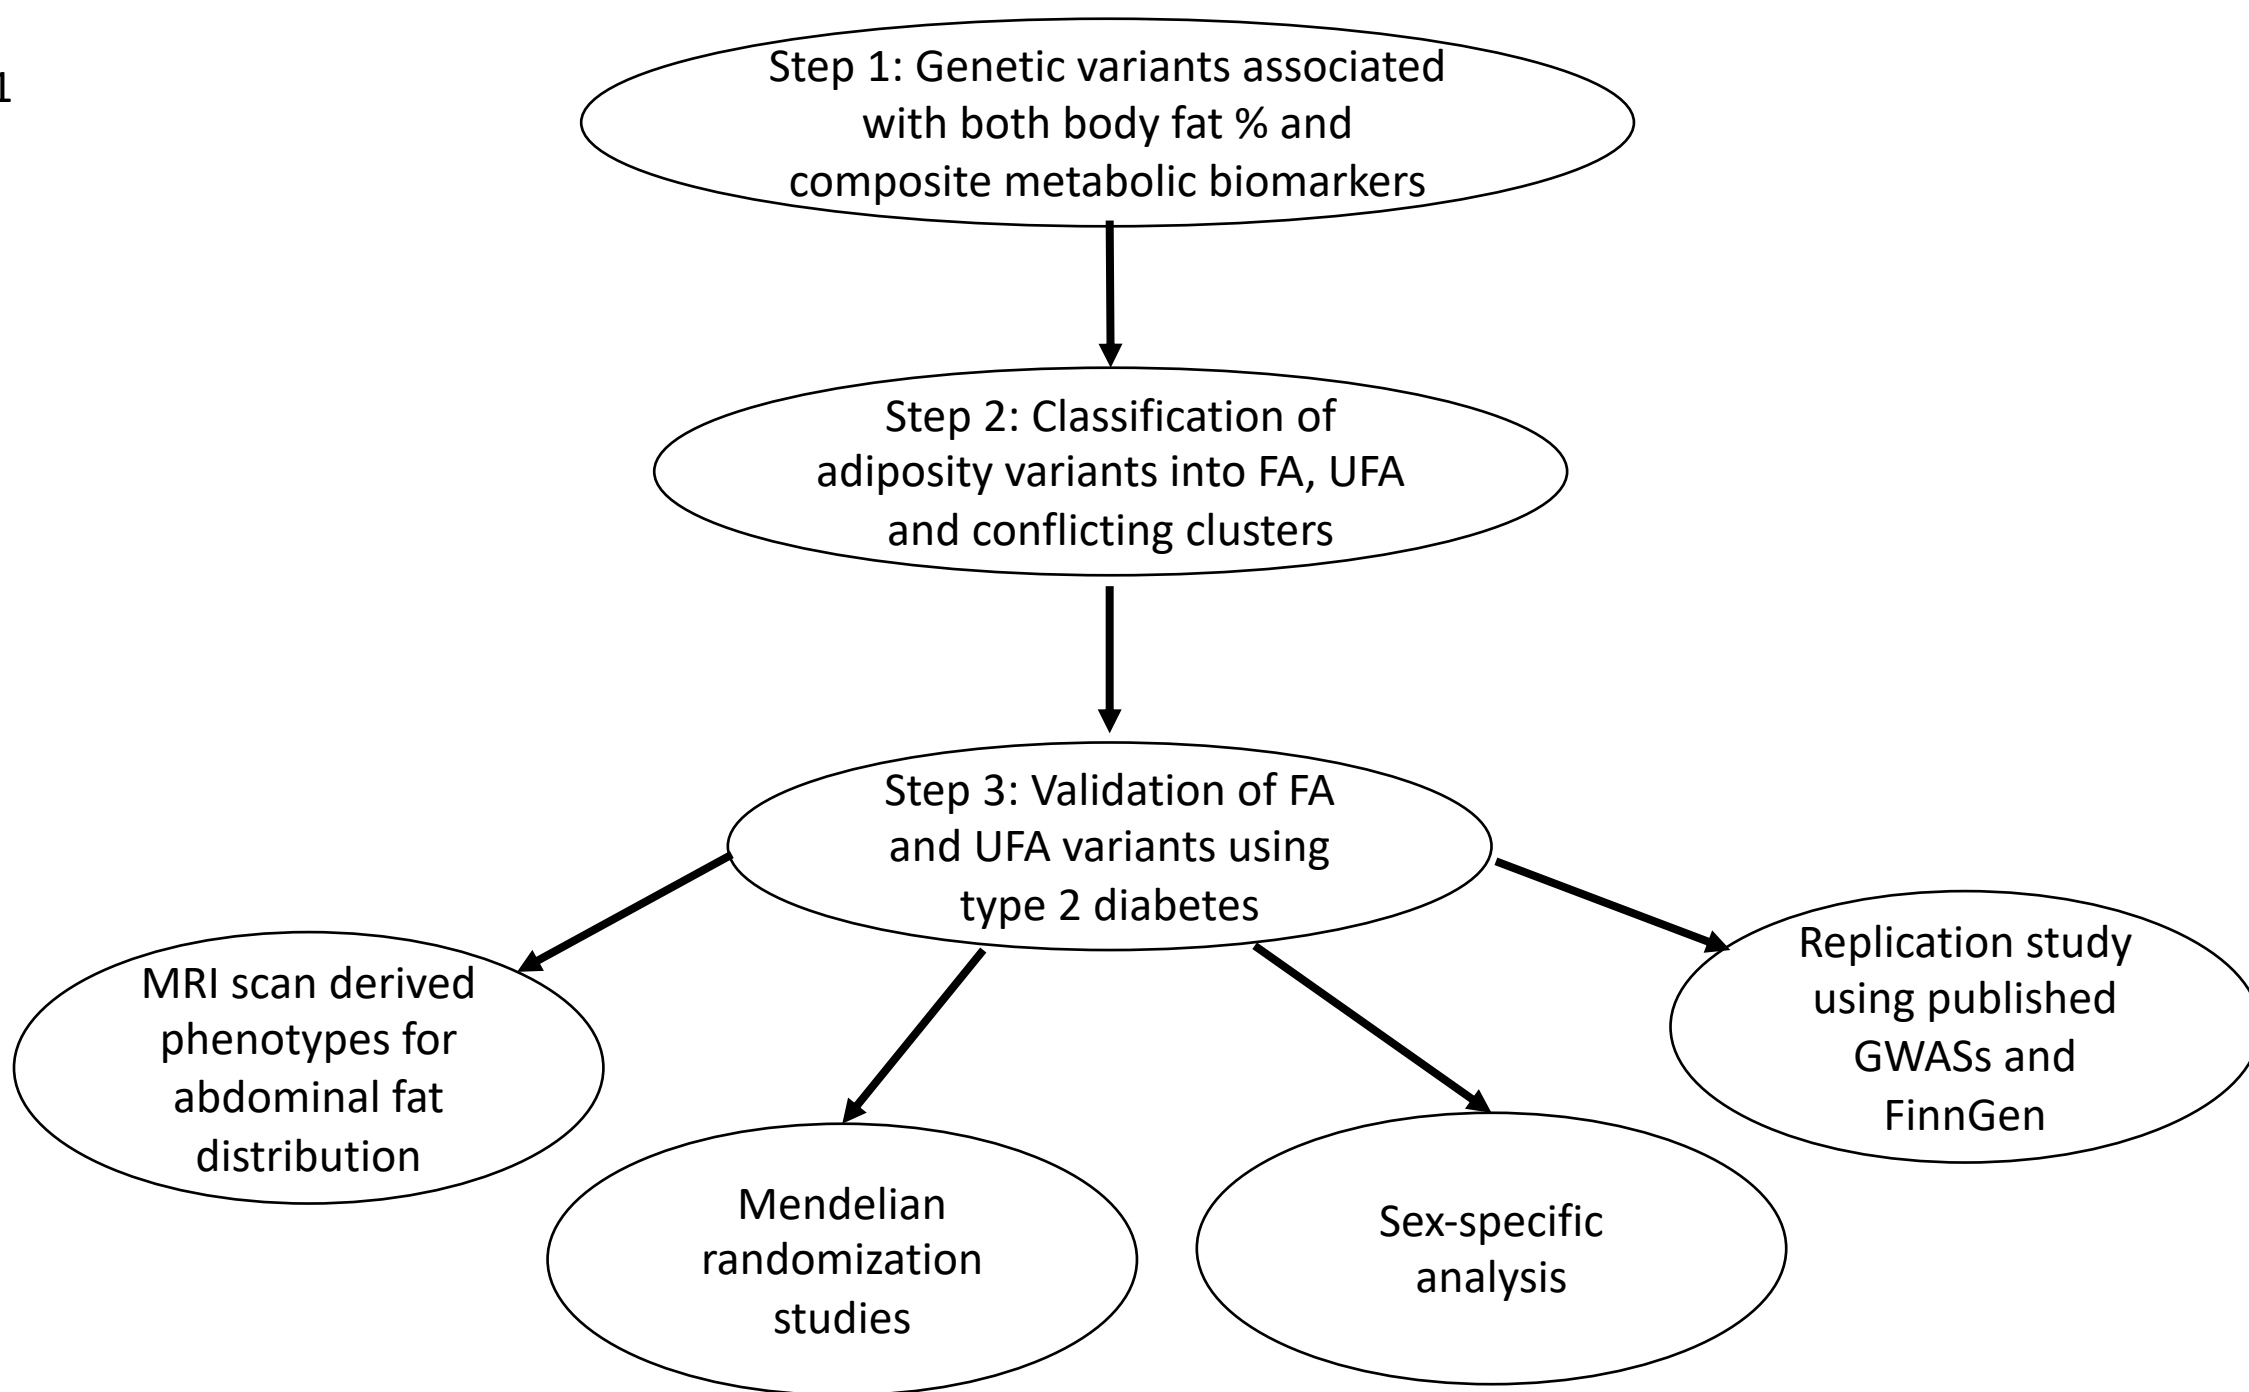 1
Step 1: Genetic variants associated
with both body fat % and
composite metabolic biomarkers
Step 2: Classification of
adiposity variants into FA, UFA
and conflicting clusters
Step 3: Validation of FA
and UFA variants using
type 2 diabetes
MRI scan derived
phenotypes for
abdominal fat
distribution
Mendelian
randomization
studies
Sex-specific
analysis
Replication study
using published
GWASs and
FinnGen